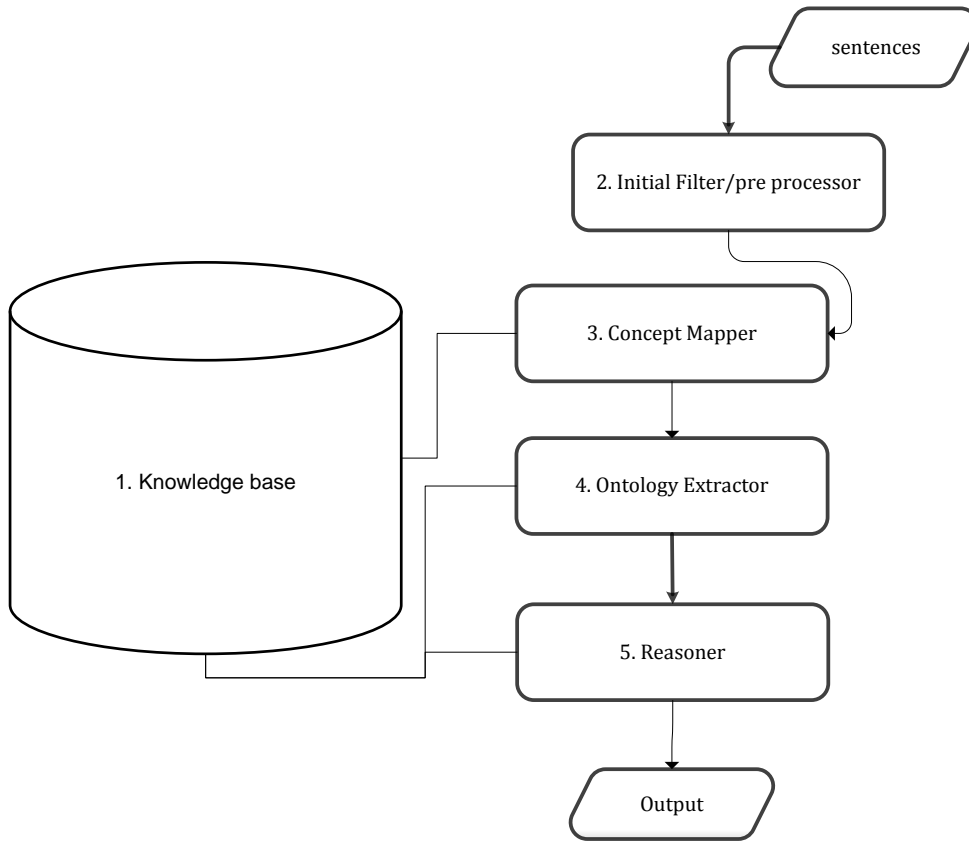 sentences
2. Initial Filter/pre processor
3. Concept Mapper
1. Knowledge base
4. Ontology Extractor
5. Reasoner
Output